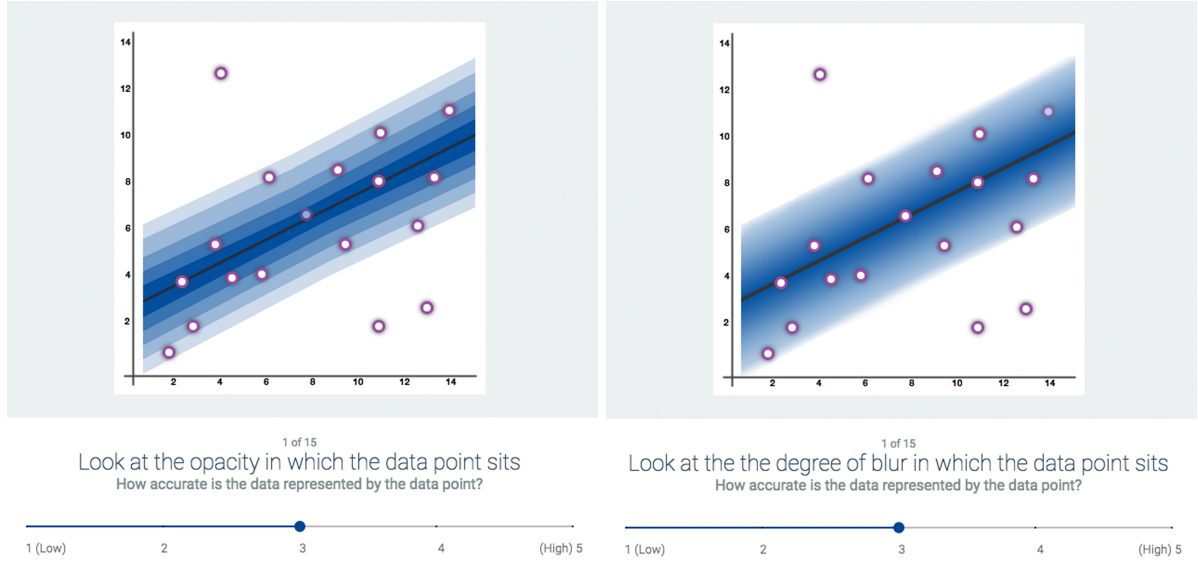 14
12
10
8
6
4
2
2 4 6 8 10 12 14
1 of 15
Look at the opacity in which the data point sits
How accurate is the data represented by the data point?
1 (Low) 2 3 4 (High) 5
14
12
10
8
6
4
2
2 4 6 8 10 12 14
1 of 15
Look at the the degree of blur in which the data point sits
How accurate is the data represented by the data point?
1 (Low) 2 3 4 (High) 5